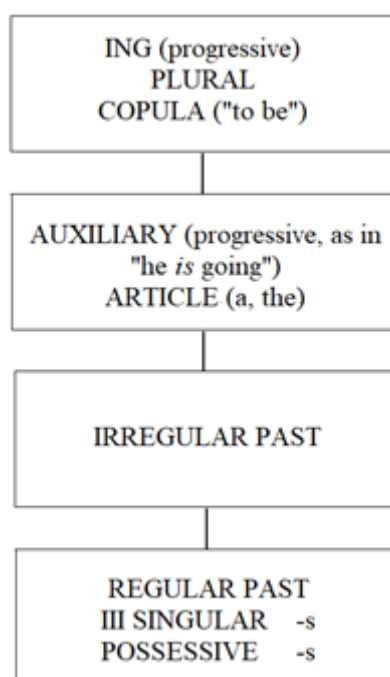 ING (progressive)
PLURAL
COPULA ("to be")
AUXILIARY (progressive, as in
"he is going")
ARTICLE (a, the)
IRREGULAR PAST
REGULAR PAST
III SINGULAR -s
POSSESSIVE -s